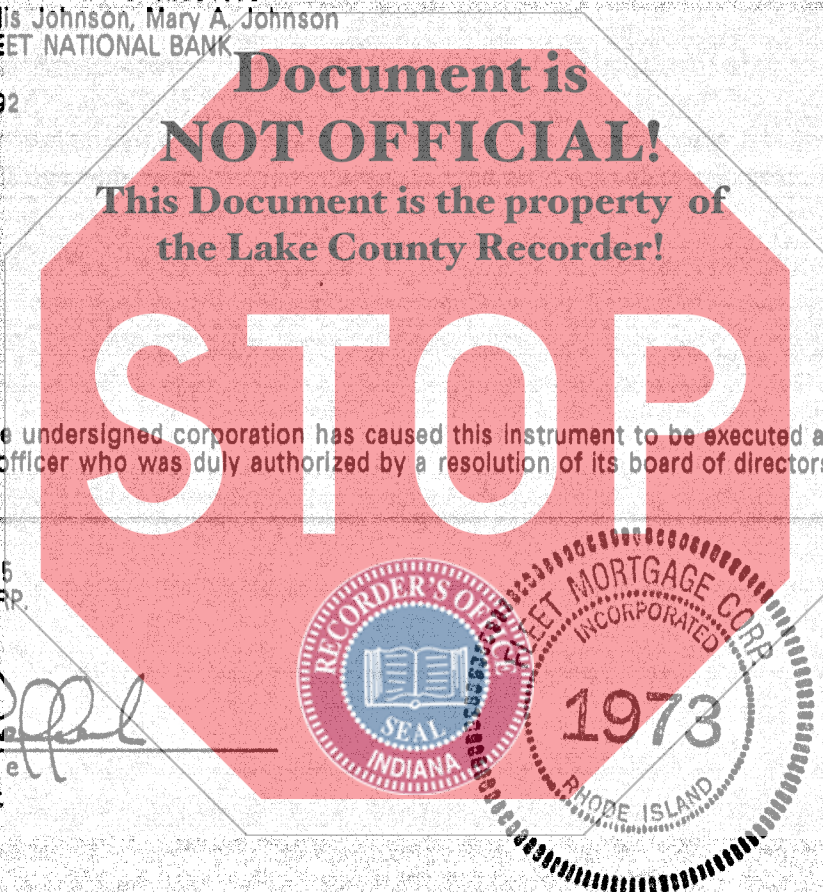 is Johnson, Mary A. Johnson
ET NATIONAL BANK
Document is
92
NOT OFFICIAL!
This Document is the property of
the Lake County Recorder!
STOP
e undersigned corporation has caused this instrument to be executed a
officer who was duly authorized by a resolution of its board of directors
5
RP.
RECORDER'S OFFICE
SEAL
INDIANA
FLEET MORTGAGE CORP.
INCORPORATED
1973
RHODE ISLAND
e